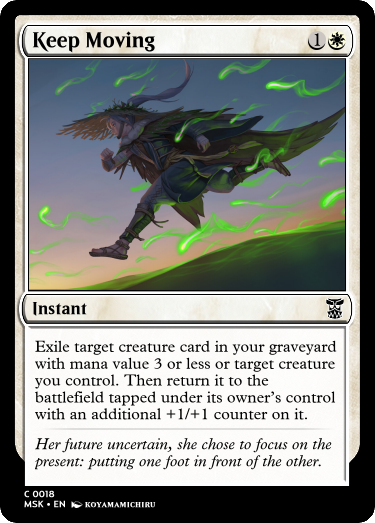 Keep Moving 1
Instant
Exile target creature card in your graveyard
with mana value 3 or less or target creature
you control. Then return it to the
battlefield tapped under its owner's control
with an additional +1/+1 counter on it.
Her future uncertain, she chose to focus on the
present: putting one foot in front of the other.
C 0018
MSK • EN KOYAMAMICHIRU